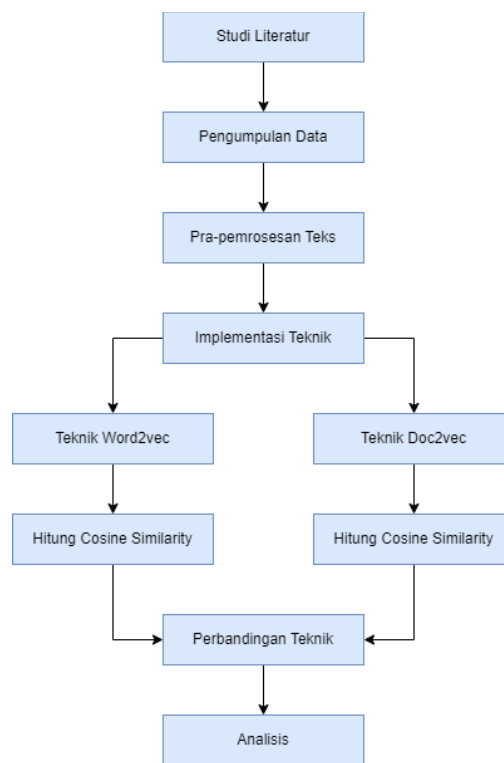 Studi Literatur
Pengumpulan Data
Pra-pemrosesan Teks
Implementasi Teknik
Teknik Word2vec
Teknik Doc2vec
Hitung Cosine Similarity
Hitung Cosine Similarity
Perbandingan Teknik
Analisis